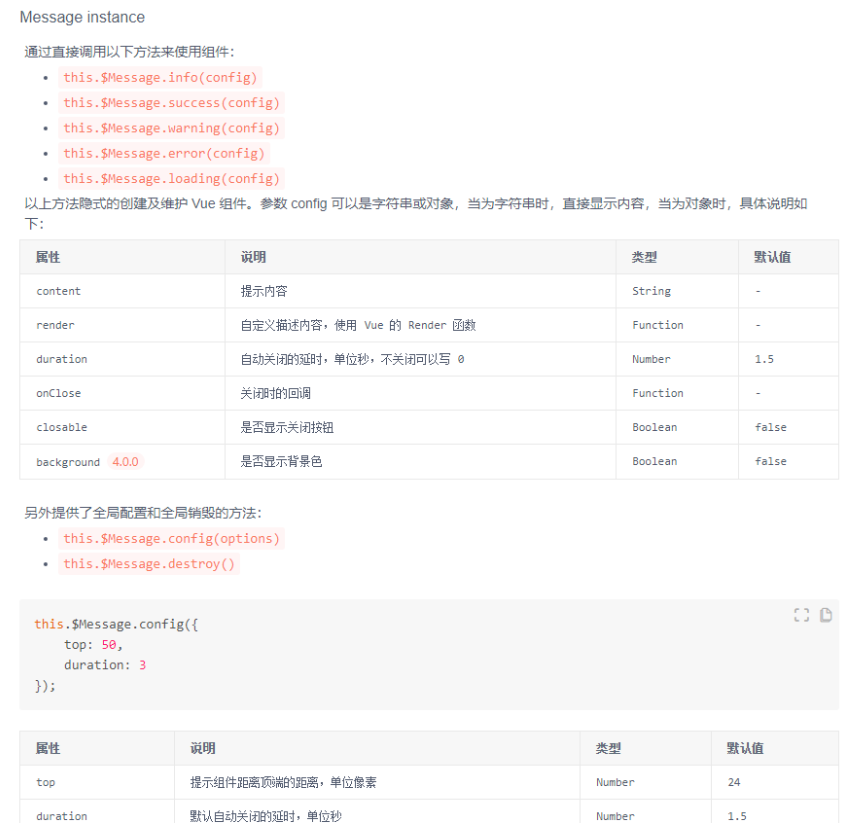 Message instance
通过直接调用以下方法来使用组件：
this.$Message.info(config)
this.$Message.success(config)
this.$Message.warning(config)
this.$Message.error(config)
this.$Message.loading(config)
以上方法隐式的创建及维护 Vue 组件。参数 config 可以是字符串或对象，当为字符串时，直接显示内容，当为对象时，具体说明如
下：
属性 说明 类型 默认值
content 提示内容 String -
render 自定义描述内容，使用 Vue 的 Render 函数 Function -
duration 自动关闭的延时，单位秒，不关闭可以写 0 Number 1.5
onClose 关闭时的回调 Function -
closable 是否显示关闭按钮 Boolean false
background 4.0.0 是否显示背景色 Boolean false
另外提供了全局配置和全局销毁的方法：
this.$Message.config(options)
this.$Message.destroy()
this.$Message.config({
top: 50,
duration: 3
});
属性 说明 类型 默认值
top 提示组件距离顶端的距离，单位像素 Number 24
duration 默认自动关闭的延时，单位秒 Number 1.5